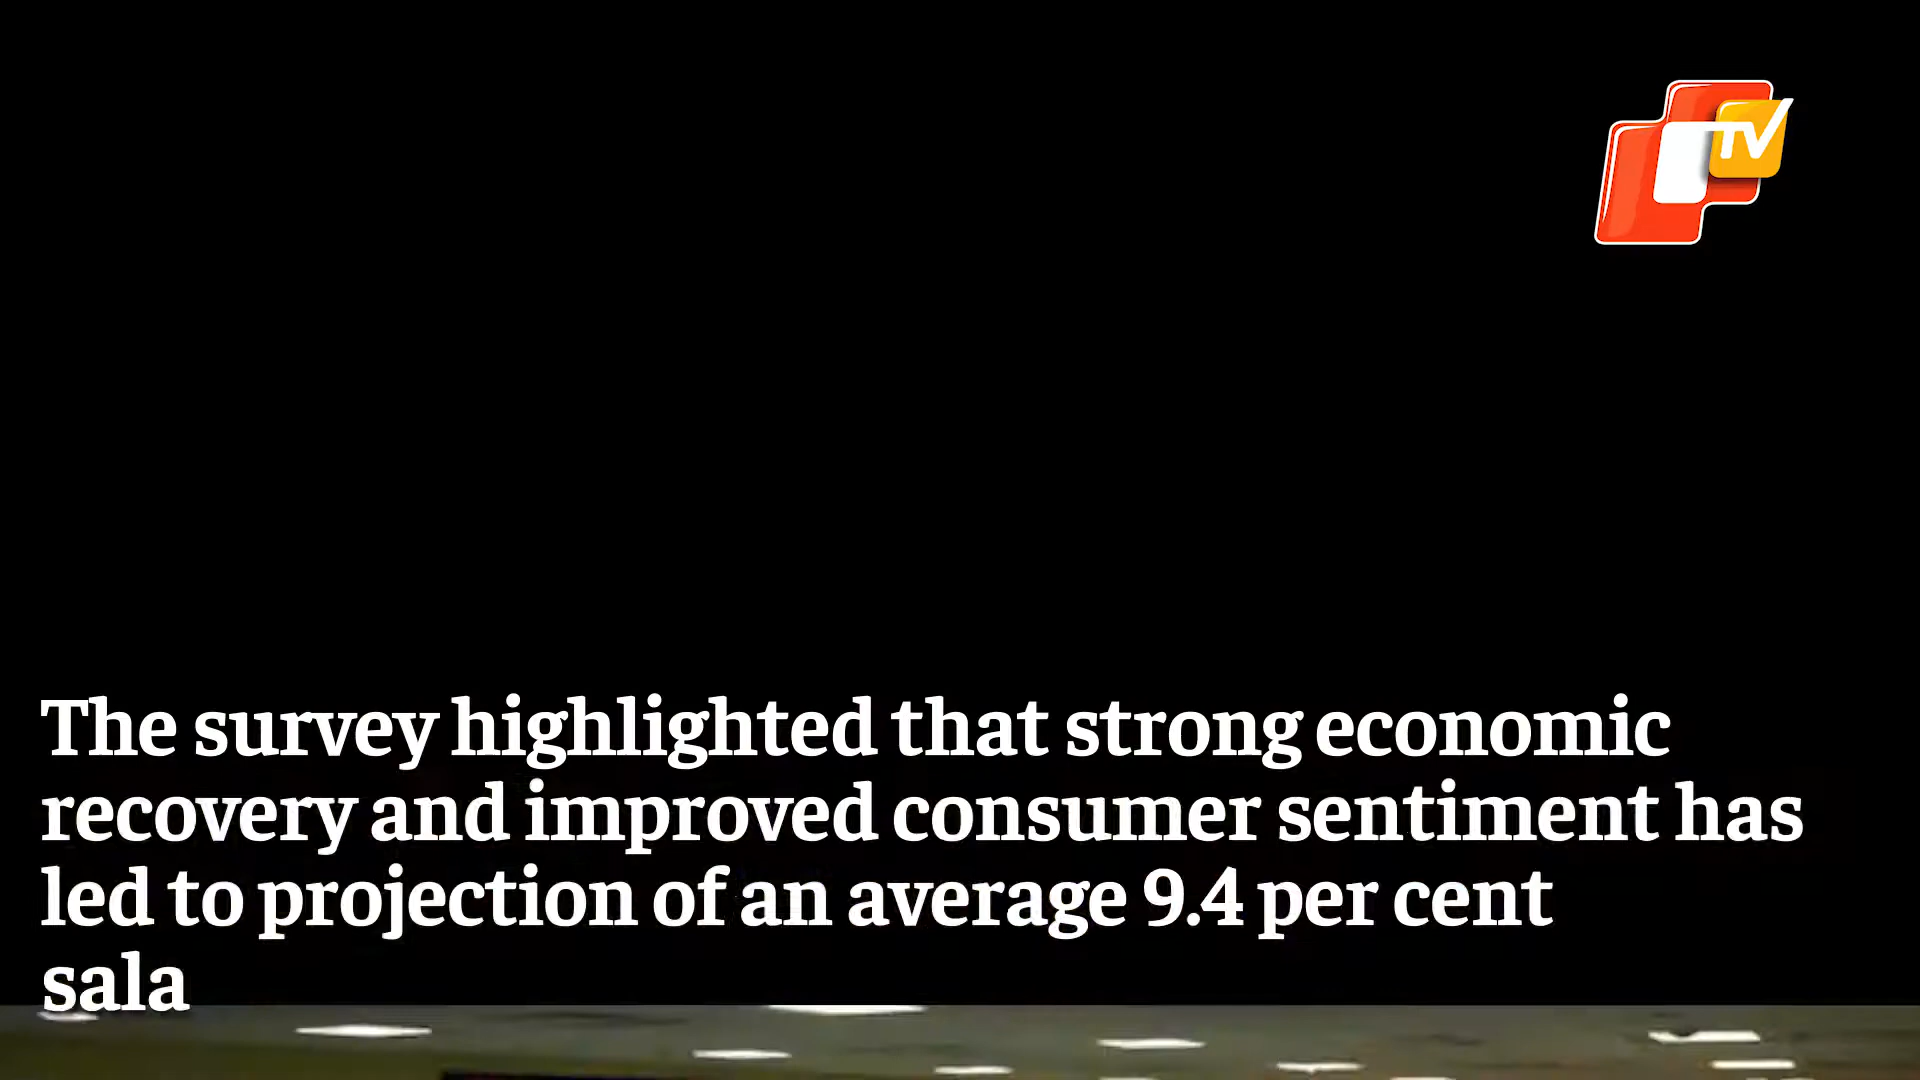 TV
The survey highlighted that strong economic
recovery and improved consumer sentiment has
led to projection of an average 9.4 per cent
sala